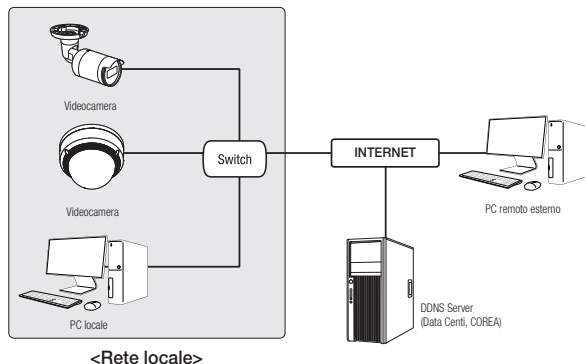 Videocamera
Videocamera
PC locale
Switch
INTERNET
PC remoto esterno
DDNS Server
(Data Centi, COREA)
<Rete locale>